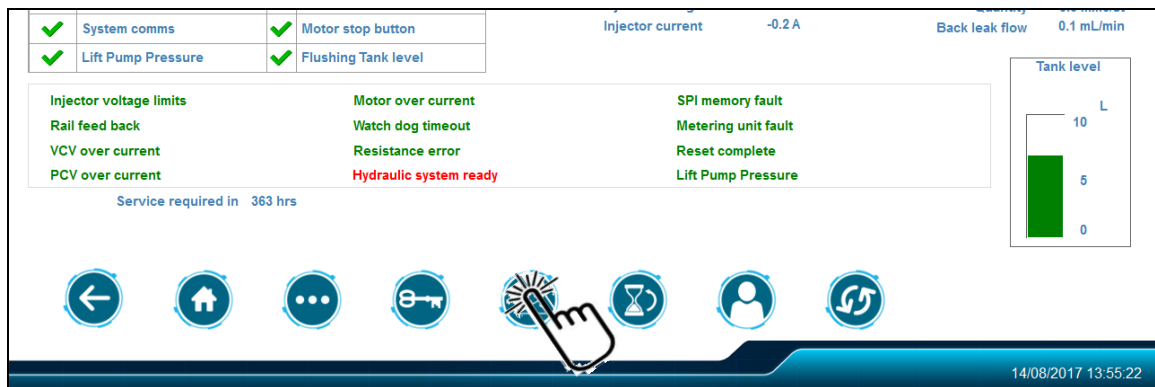 System comms Motor stop button Injector current -0.2 A Back leak flow 0.1 mL/min
Lift Pump Pressure Flushing Tank level
Tank level
Injector voltage limits Motor over current SPI memory fault
L
10
Rail feed back Watch dog timeout Metering unit fault
VCV over current Resistance error Reset complete
PCV over current Hydraulic system ready Lift Pump Pressure
5
Service required in 363 hrs
0
14/08/2017 13:55:22